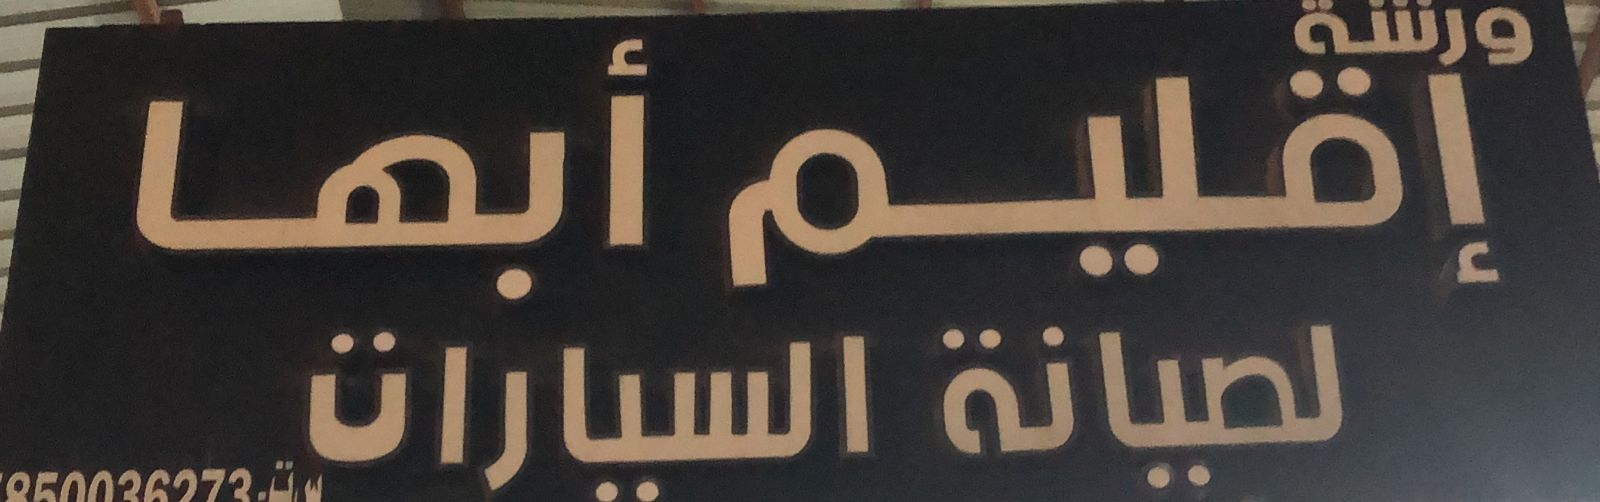 ورشة
إقليم أبها
لصيانة السيارات
س.ت.